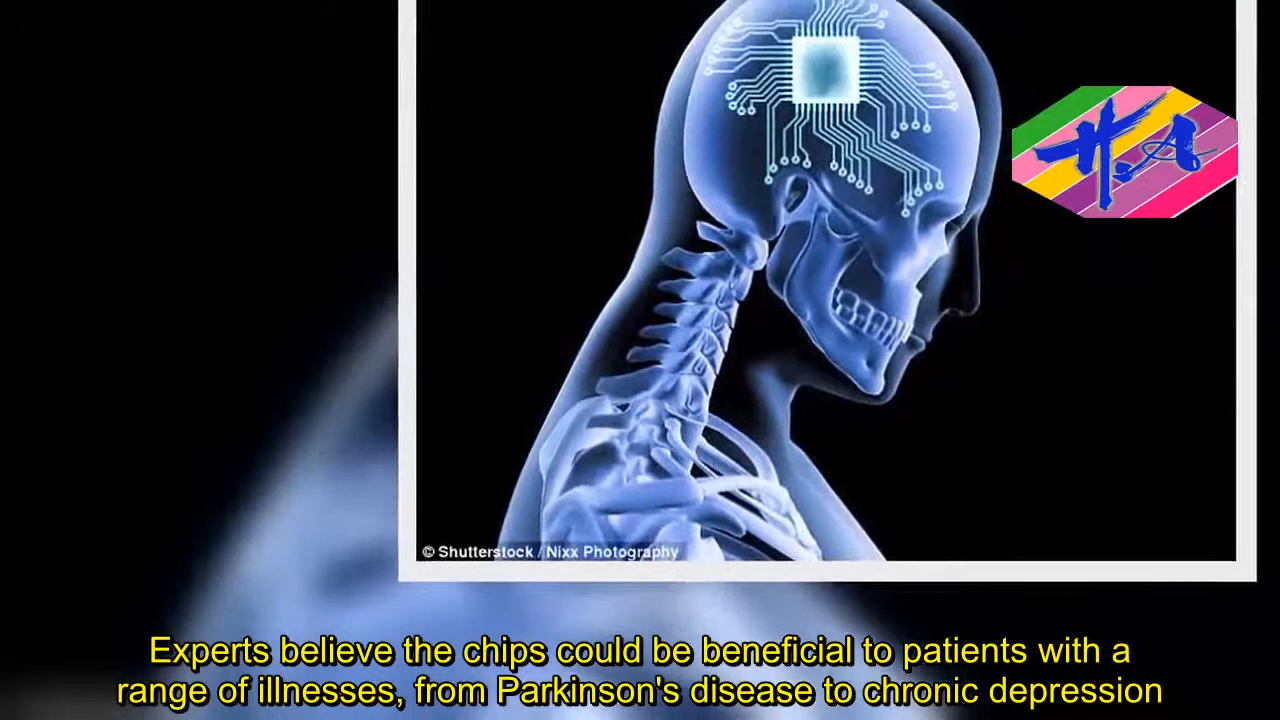 H.A
© Shutterstock / Nixx Photography
Experts believe the chips could be beneficial to patients with a
range of illnesses, from Parkinson's disease to chronic depression